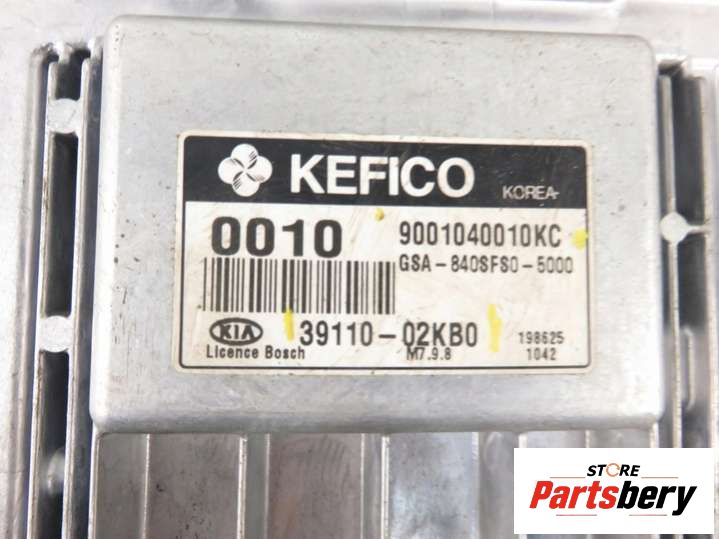 KEFICO KOREA
0010 9001040010KC
GSA-840SFS0-5000
KIA 39110-02KB0 198625
Licence Bosch M7.9.8 1042
STORE
Partsbery